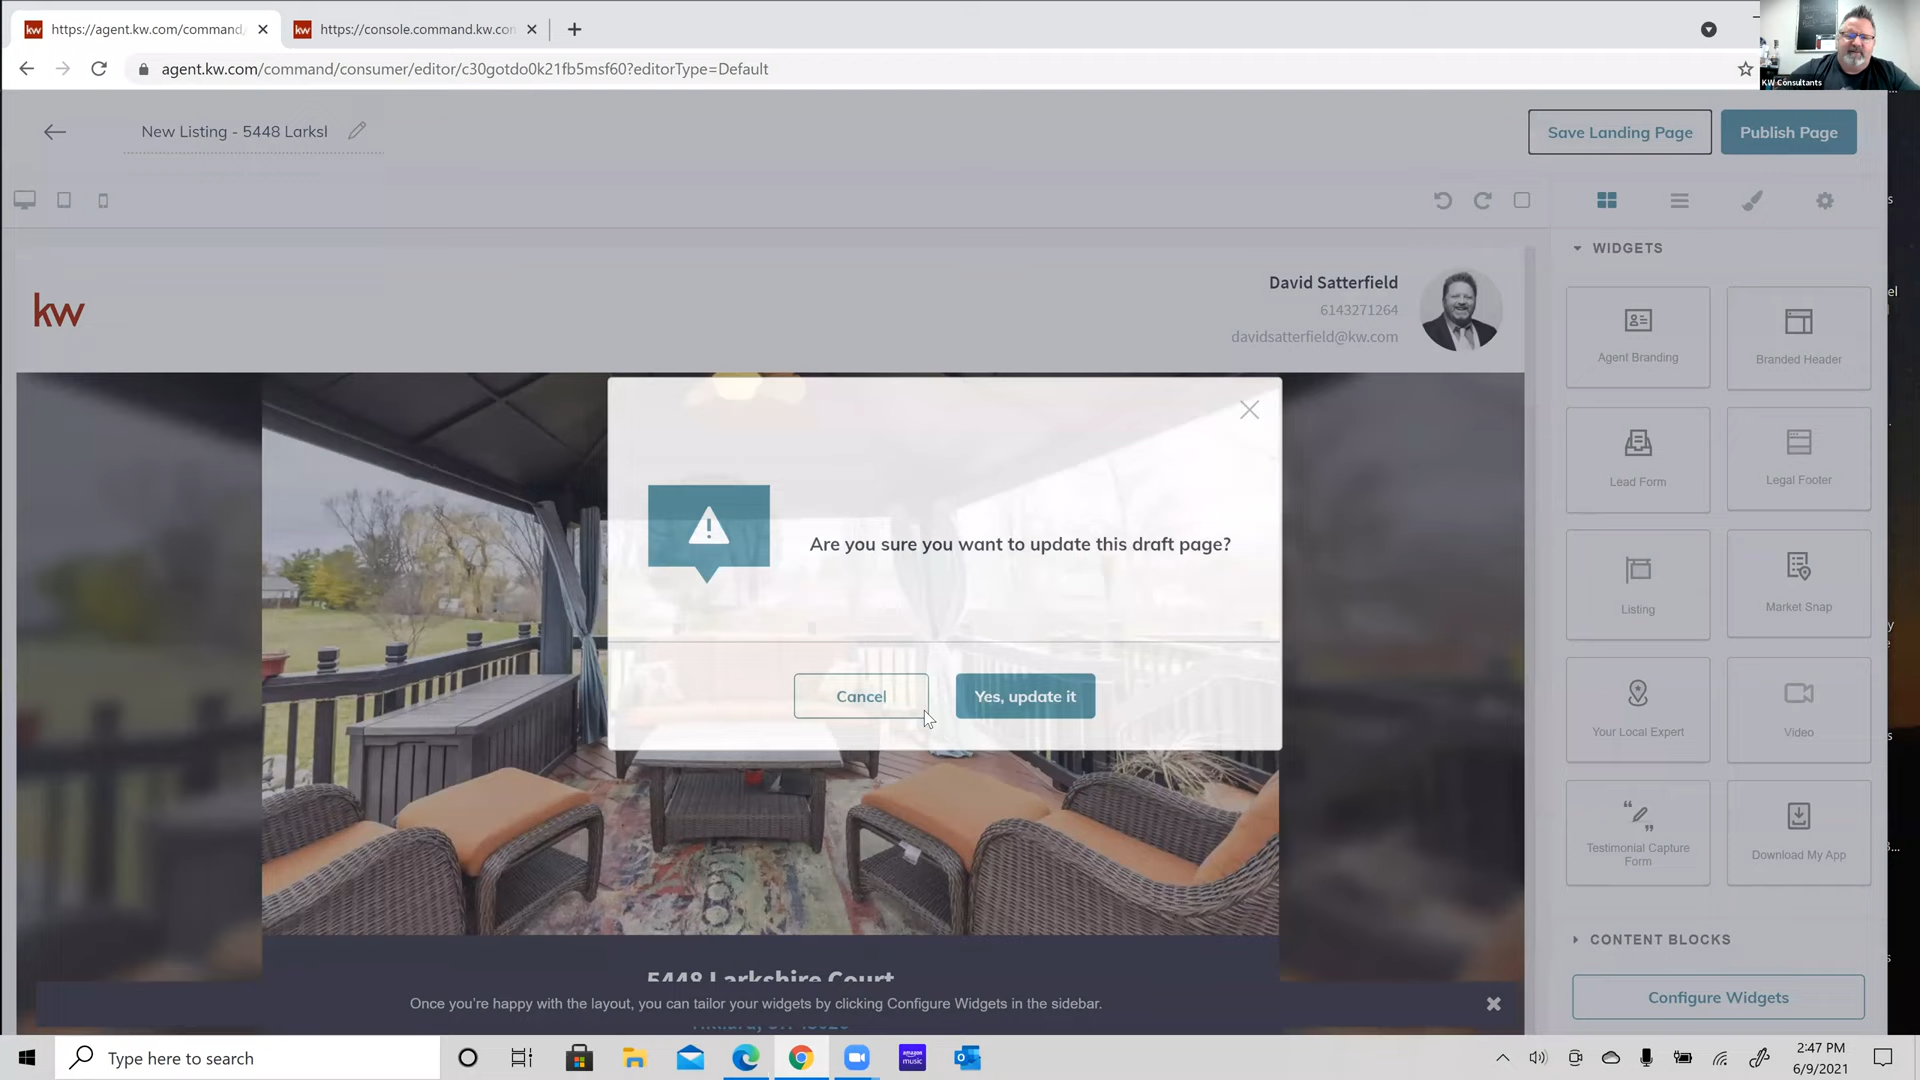 https://agent.kw.com/command/
https://console.command.kw.con
agent.kw.com/command/consumer/editor/c30gotdo0k21fb5msf60?editorType=Default
KW Consultants
New Listing - 5448 Larksl
Save Landing Page
Publish Page
WIDGETS
kw
David Satterfield
6143271264
davidsatterfield@kw.com
Agent Branding
Branded Header
Lead Form
Legal Footer
Are you sure you want to update this draft page?
Listing
Market Snap
Cancel
Yes, update it
Your Local Expert
Video
Testimonial Capture
Form
Download My App
CONTENT BLOCKS
5448 Larkshire Court
Once you're happy with the layout, you can tailor your widgets by clicking Configure Widgets in the sidebar.
Configure Widgets
Type here to search
amazon
music
2:47 PM
6/9/2021